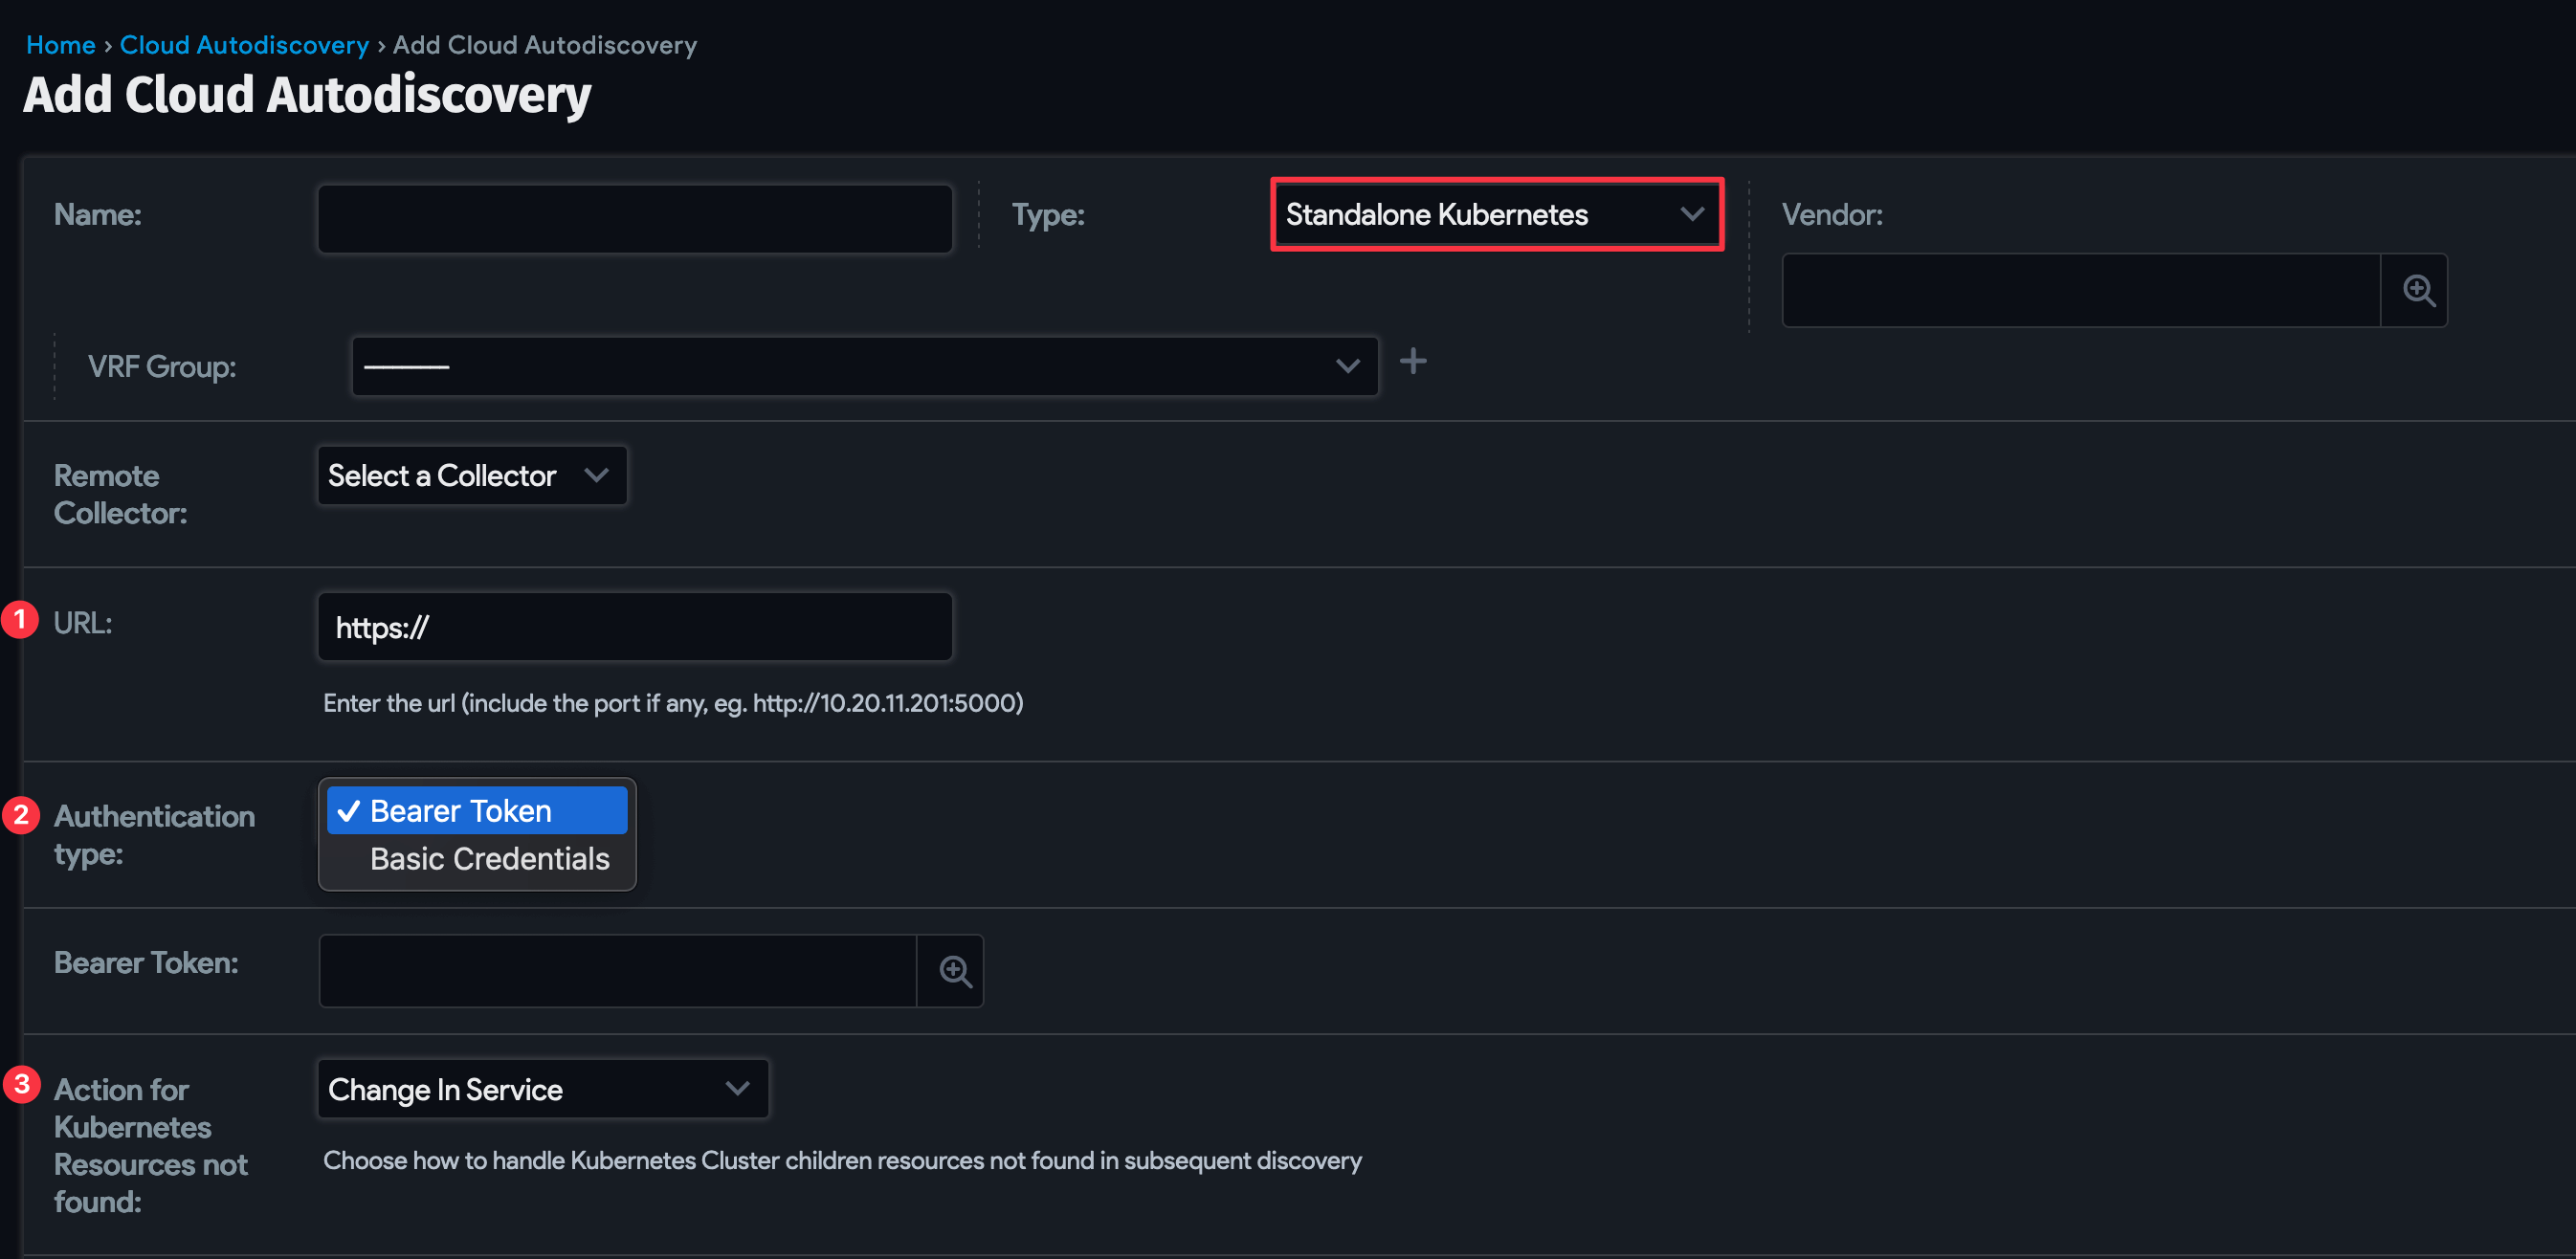 Home › Cloud Autodiscovery › Add Cloud Autodiscovery
Add Cloud Autodiscovery
Name:
Type:
Standalone Kubernetes
Vendor:
VRF Group:
---------
Remote
Collector:
Select a Collector
1
URL:
https://
Enter the url (include the port if any, eg. http://10.20.11.201:5000)
2
Authentication
type:
✓ Bearer Token
Basic Credentials
Bearer Token:
3
Action for
Kubernetes
Resources not
found:
Change In Service
Choose how to handle Kubernetes Cluster children resources not found in subsequent discovery